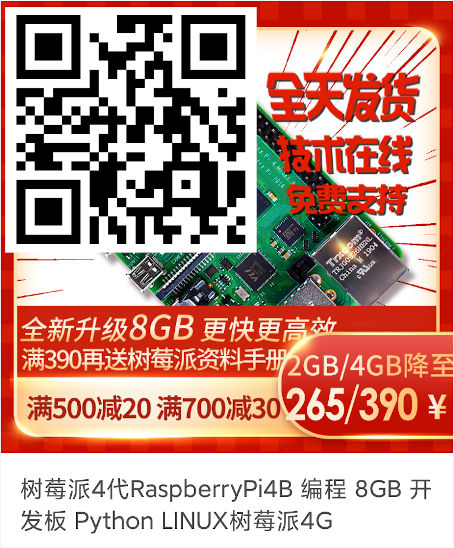 全天发货
技术在线
免费支持
TRXCOM
China M 1904
全新升级8GB 更快更高效
满390再送树莓派资料手册
2GB/4GB降至
满500减20 满700减30
265/390 ¥
树莓派4代RaspberryPi4B 编程 8GB 开
发板 Python LINUX树莓派4G